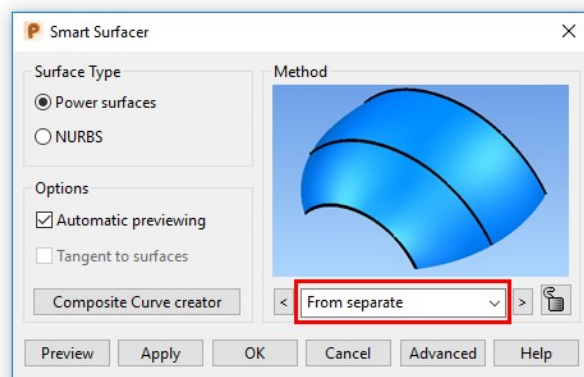 P Smart Surfacer
Surface Type
Power surfaces
NURBS
Options
Automatic previewing
Tangent to surfaces
Composite Curve creator
Method
< From separate >
Preview Apply OK Cancel Advanced Help